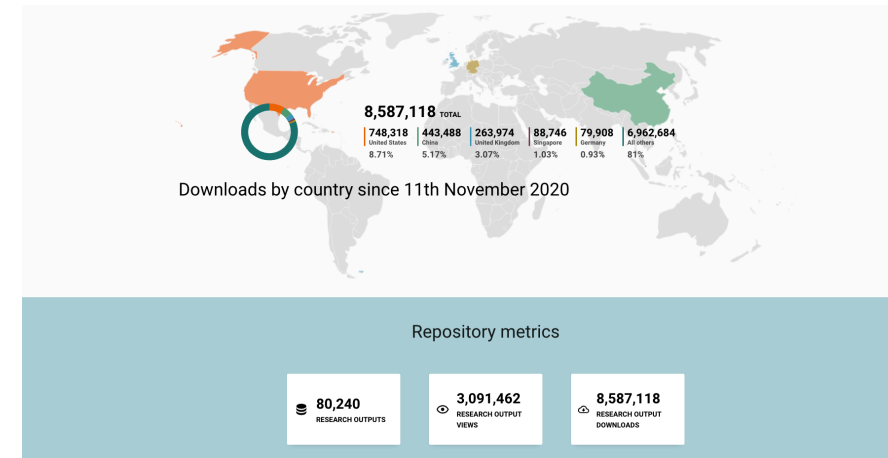 8,587,118 TOTAL
748,318 443,488 263,974 88,746 79,908 6,962,684
United States China United Kingdom Singapore Germany All others
8.71% 5.17% 3.07% 1.03% 0.93% 81%
Downloads by country since 11th November 2020
Repository metrics
80,240
RESEARCH OUTPUTS
3,091,462
RESEARCH OUTPUT
VIEWS
8,587,118
RESEARCH OUTPUT
DOWNLOADS